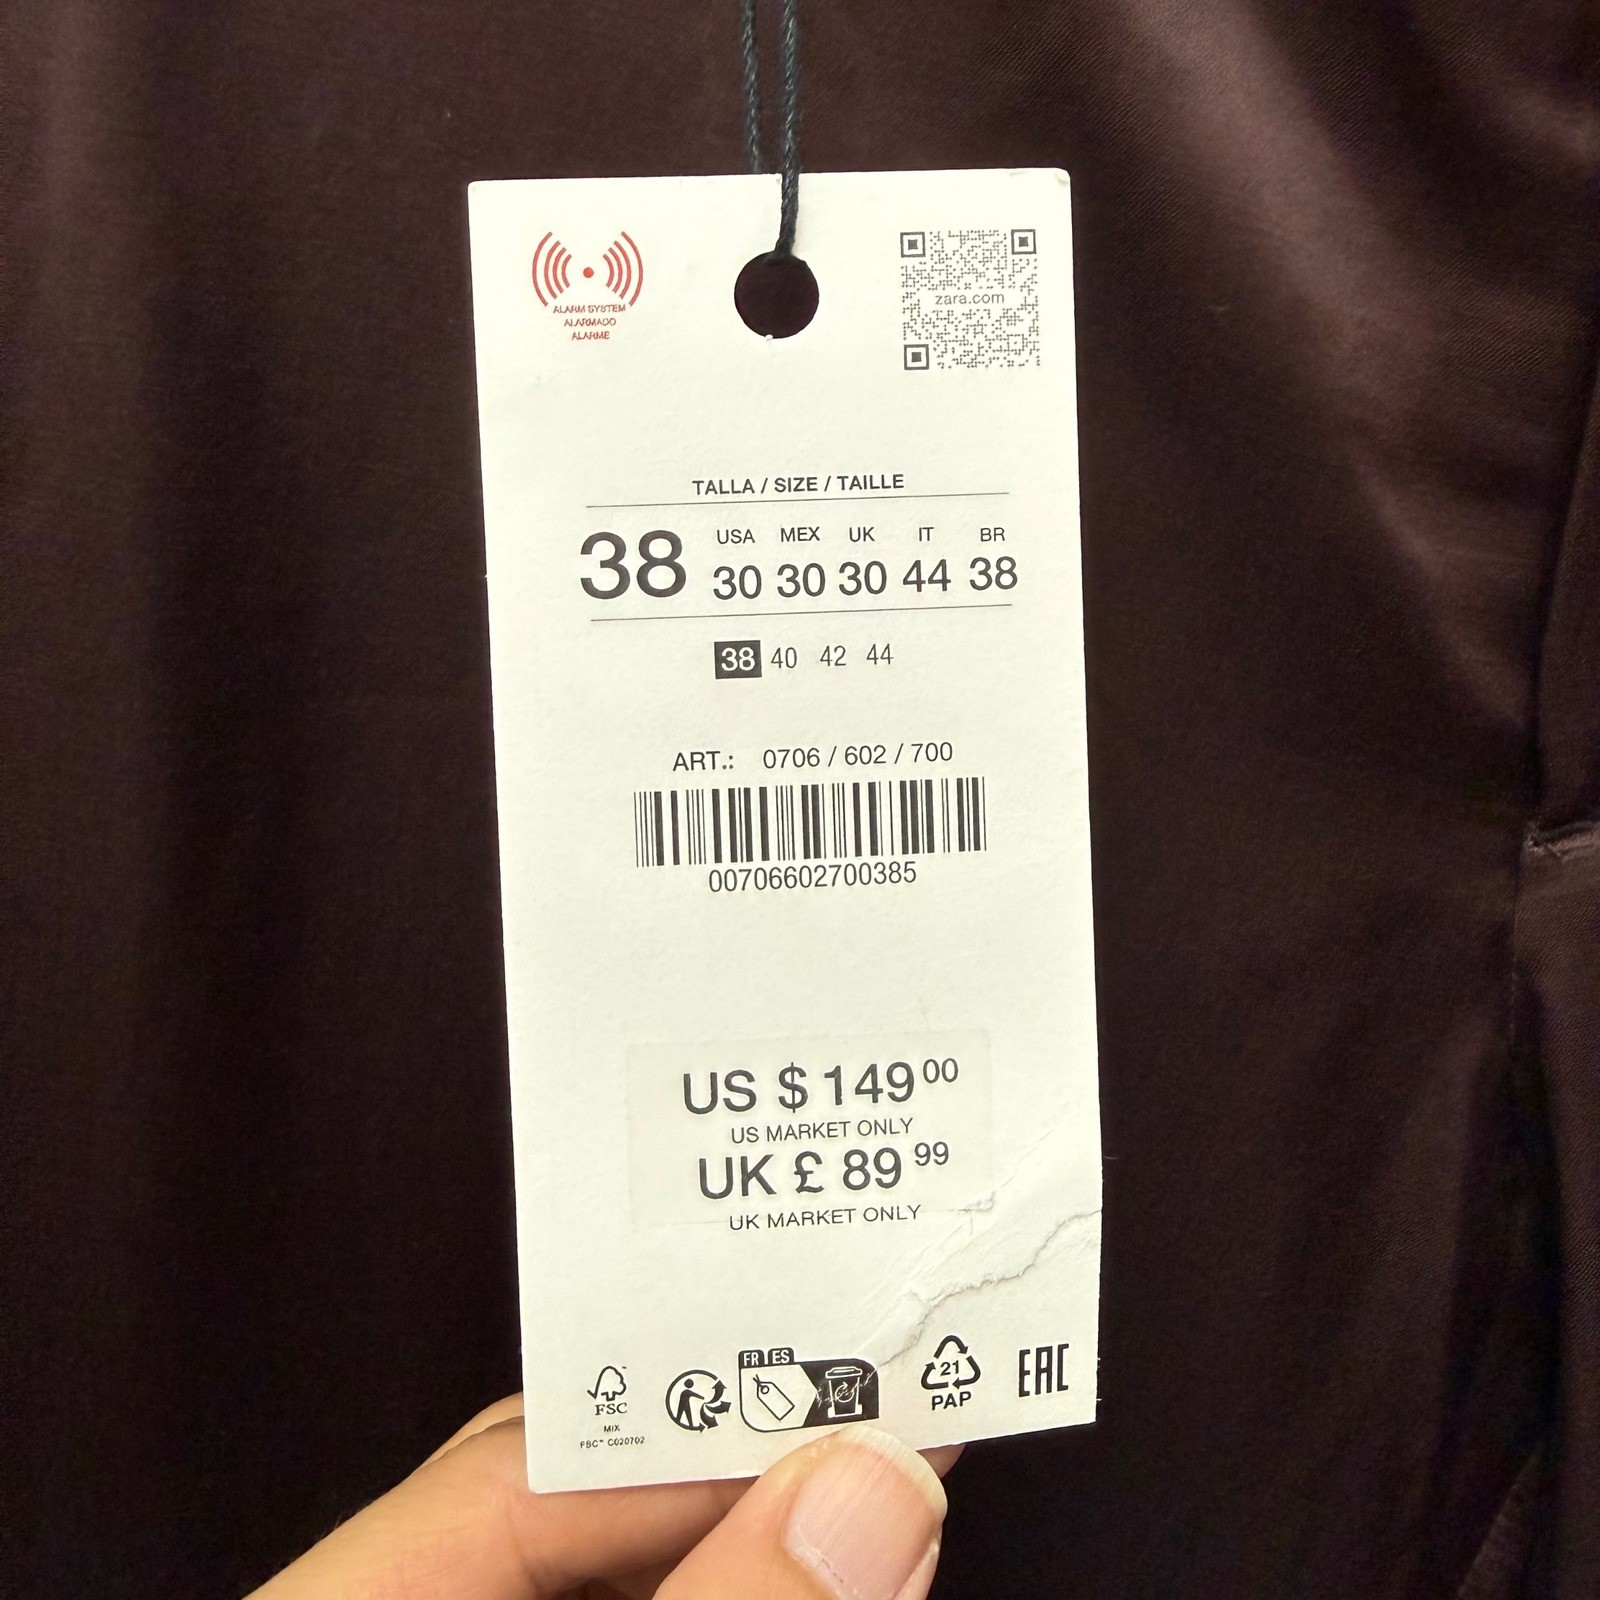 ALARM SYSTEM
ALARMADO
ALARME
zara.com
TALLA / SIZE / TAILLE
38 USA MEX UK IT BR
30 30 30 44 38
38 40 42 44
ART.: 0706 / 602 / 700
00706602700385
US $ 149 00
US MARKET ONLY
UK £ 89 99
UK MARKET ONLY
FR ES
21
PAP
EAC
FSC
MIX
FSC™ C020702